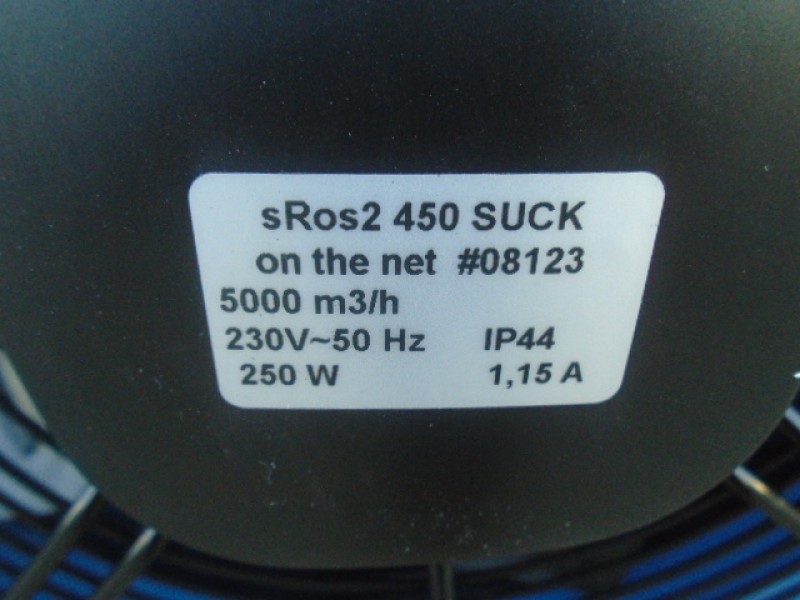 sRos2 450 SUCK
on the net #08123
5000 m3/h
230V~50 Hz IP44
250 W 1,15 A